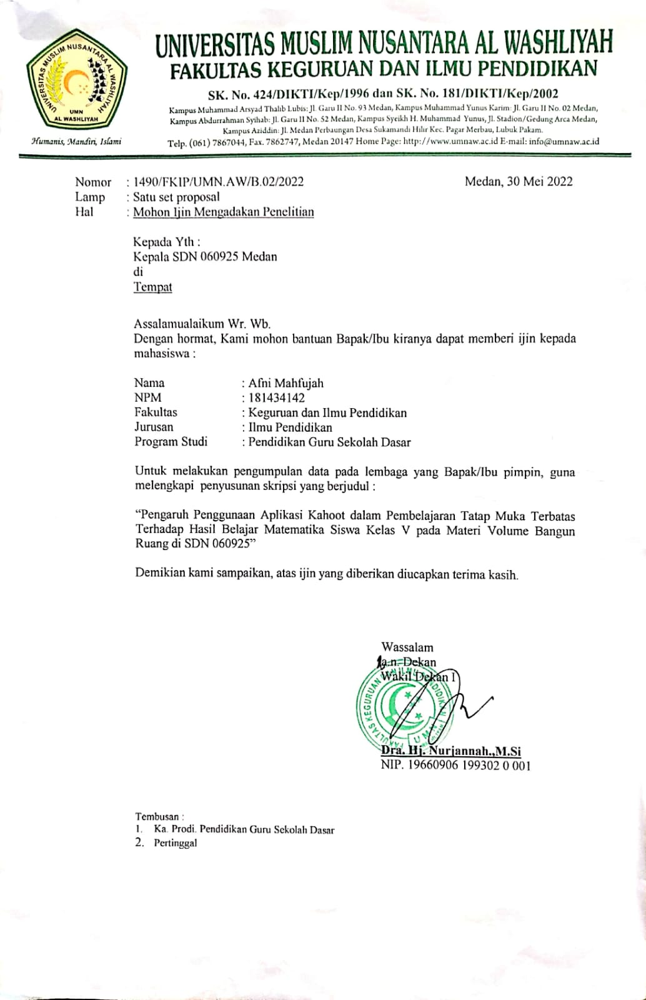 UNIVERSITAS MUSLIM NUSANTARA AL WASHLIYAH
UMN
AL WASHLIYAH
Humanis, Mandiri, Islami
UNIVERSITAS MUSLIM NUSANTARA AL WASHLIYAH
FAKULTAS KEGURUAN DAN ILMU PENDIDIKAN
SK. No. 424/DIKTI/Kep/1996 dan SK. No. 181/DIKTI/Kep/2002
Kampus Muhammad Arsyad Thalib Lubis: Jl. Garu II No. 93 Medan, Kampus Muhammad Yunus Karim: Jl. Garu II No. 02 Medan,
Kampus Abdurrahman Syihab: Jl. Garu II No. 52 Medan, Kampus Syeikh H. Muhammad Yunus, Jl. Stadion/Gedung Arca Medan,
Kampus Aziddin: Jl. Medan Perbaungan Desa Sukamandi Hilir Kec. Pagar Merbau, Lubuk Pakam.
Telp. (061) 7867044, Fax. 7862747, Medan 20147 Home Page: http://www.umnaw.ac.id E-mail: info@umnaw.ac.id
Nomor : 1490/FKIP/UMN.AW/B.02/2022 Medan, 30 Mei 2022
Lamp : Satu set proposal
Hal : Mohon Ijin Mengadakan Penelitian
Kepada Yth :
Kepala SDN 060925 Medan
di
Tempat
Assalamualaikum Wr. Wb.
Dengan hormat, Kami mohon bantuan Bapak/Ibu kiranya dapat memberi ijin kepada
mahasiswa :
Nama : Afni Mahfujah
NPM : 181434142
Fakultas : Keguruan dan Ilmu Pendidikan
Jurusan : Ilmu Pendidikan
Program Studi : Pendidikan Guru Sekolah Dasar
Untuk melakukan pengumpulan data pada lembaga yang Bapak/Ibu pimpin, guna
melengkapi penyusunan skripsi yang berjudul :
“Pengaruh Penggunaan Aplikasi Kahoot dalam Pembelajaran Tatap Muka Terbatas
Terhadap Hasil Belajar Matematika Siswa Kelas V pada Materi Volume Bangun
Ruang di SDN 060925”
Demikian kami sampaikan, atas ijin yang diberikan diucapkan terima kasih.
Wassalam
a.n. Dekan
Wakil Dekan I
FAKULTAS KEGURUAN DAN ILMU PENDIDIKAN
UMN
Dra. Hj. Nurjannah.,M.Si
NIP. 19660906 199302 0 001
Tembusan :
1. Ka. Prodi. Pendidikan Guru Sekolah Dasar
2. Pertinggal